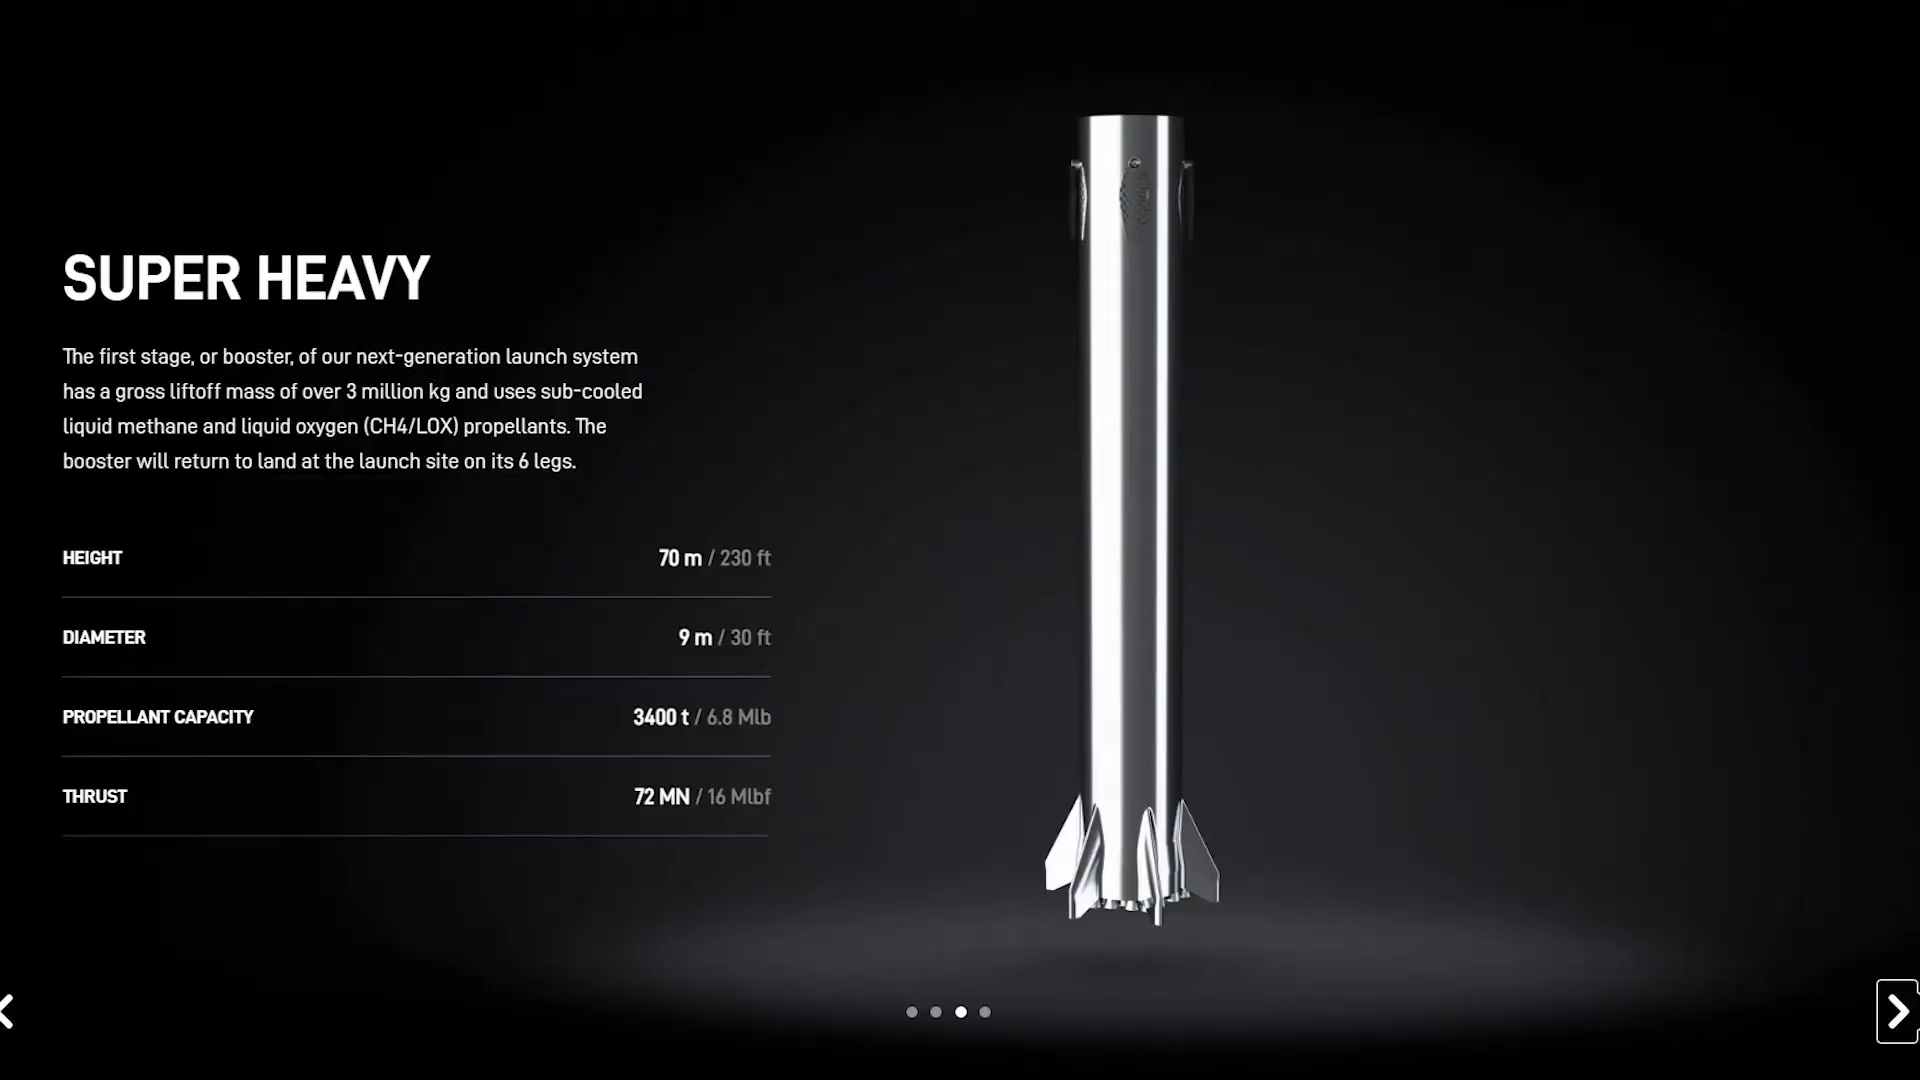 SUPER HEAVY
The first stage, or booster, of our next-generation launch system
has a gross liftoff mass of over 3 million kg and uses sub-cooled
liquid methane and liquid oxygen (CH4/LOX) propellants. The
booster will return to land at the launch site on its 6 legs.
HEIGHT 70 m / 230 ft
DIAMETER 9 m / 30 ft
PROPELLANT CAPACITY 3400 t / 6.8 Mlb
THRUST 72 MN / 16 Mlbf